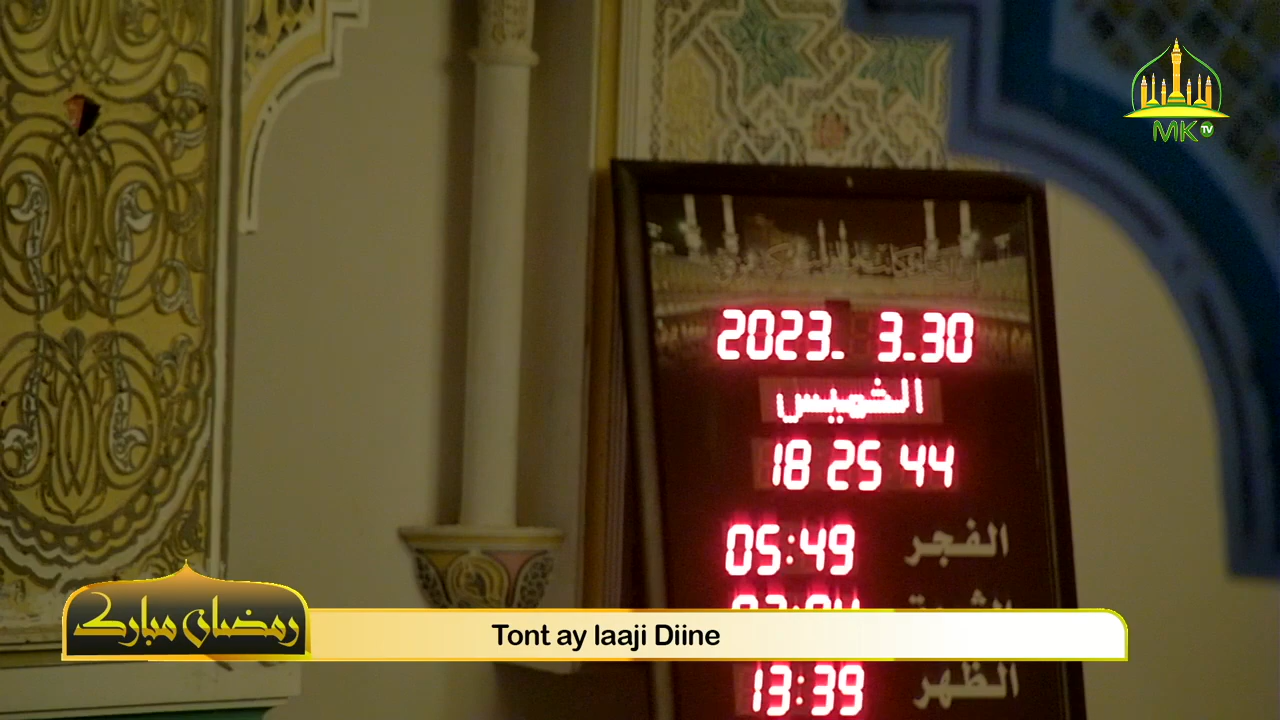 MK TV
2023. 3.30
الخميس
18 25 44
05:49 الفجر
رمضان مبارك
Tont ay laaji Diine
13:39 الظهر